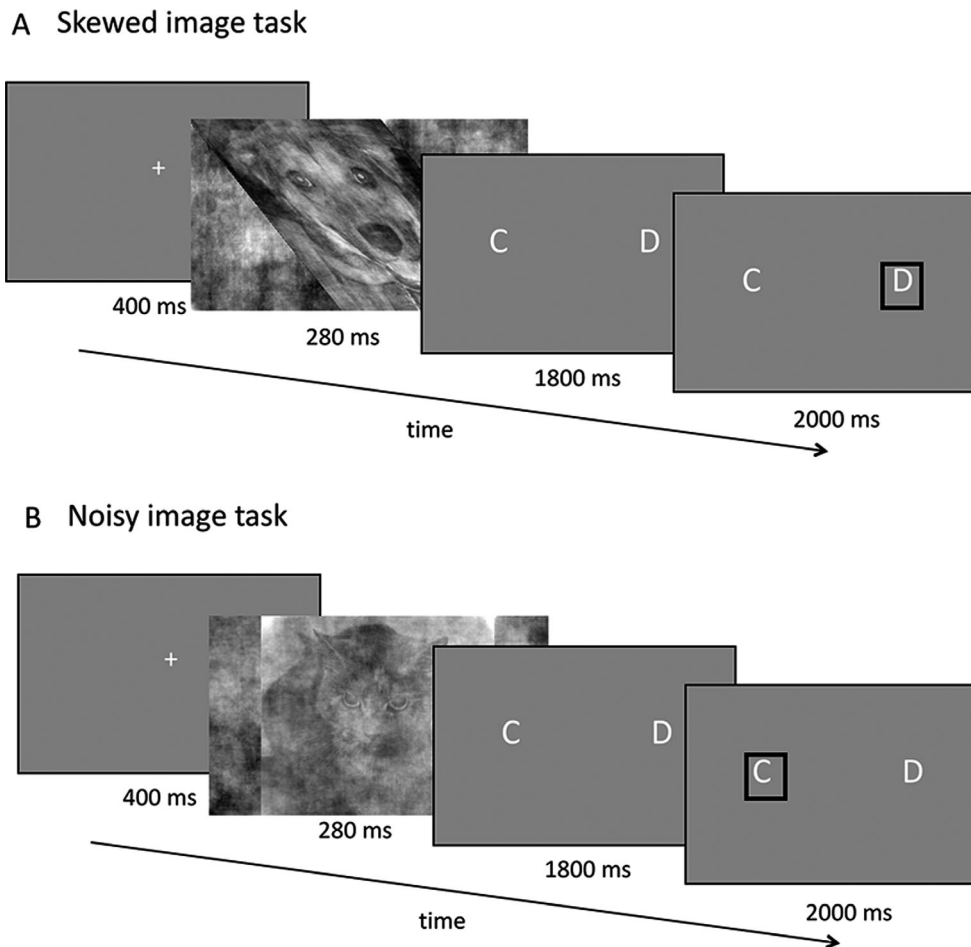 A Skewed image task
+
C D
C D
400 ms
280 ms
1800 ms
2000 ms
time
B Noisy image task
+
C D
C D
400 ms
280 ms
1800 ms
2000 ms
time